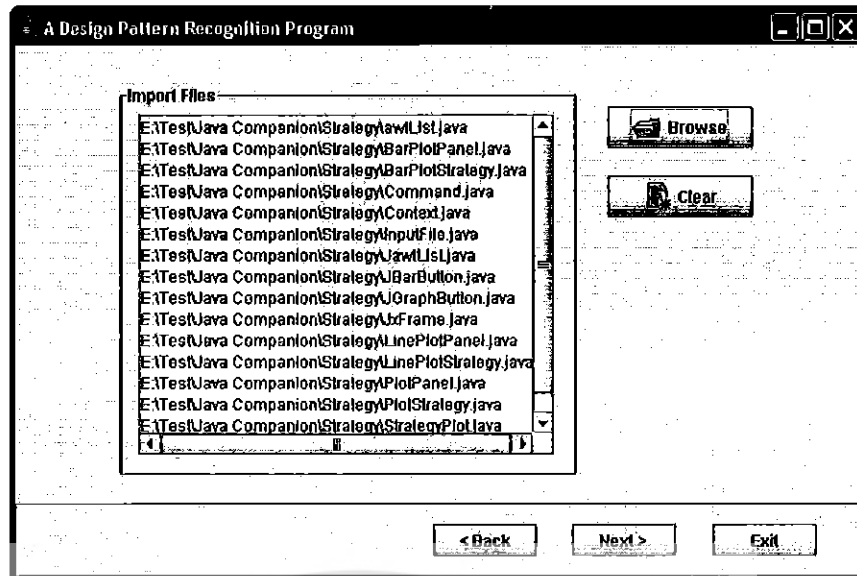 A Design Pattern Recognition Program
Import Files
E:\Test\Java Companion\Strategy\awtList.java
E:\Test\Java Companion\Strategy\BarPlotPanel.java
E:\Test\Java Companion\Strategy\BarPlotStrategy.java
E:\Test\Java Companion\Strategy\Command.java
E:\Test\Java Companion\Strategy\Context.java
E:\Test\Java Companion\Strategy\InputFile.java
E:\Test\Java Companion\Strategy\JawtList.java
E:\Test\Java Companion\Strategy\JBarButton.java
E:\Test\Java Companion\Strategy\JGraphButton.java
E:\Test\Java Companion\Strategy\JxFrame.java
E:\Test\Java Companion\Strategy\LinePlotPanel.java
E:\Test\Java Companion\Strategy\LinePlotStrategy.java
E:\Test\Java Companion\Strategy\PlotPanel.java
E:\Test\Java Companion\Strategy\PlotStrategy.java
E:\Test\Java Companion\Strategy\StrategyPlot.java
Browse
Clear
< Back
Next >
Exit